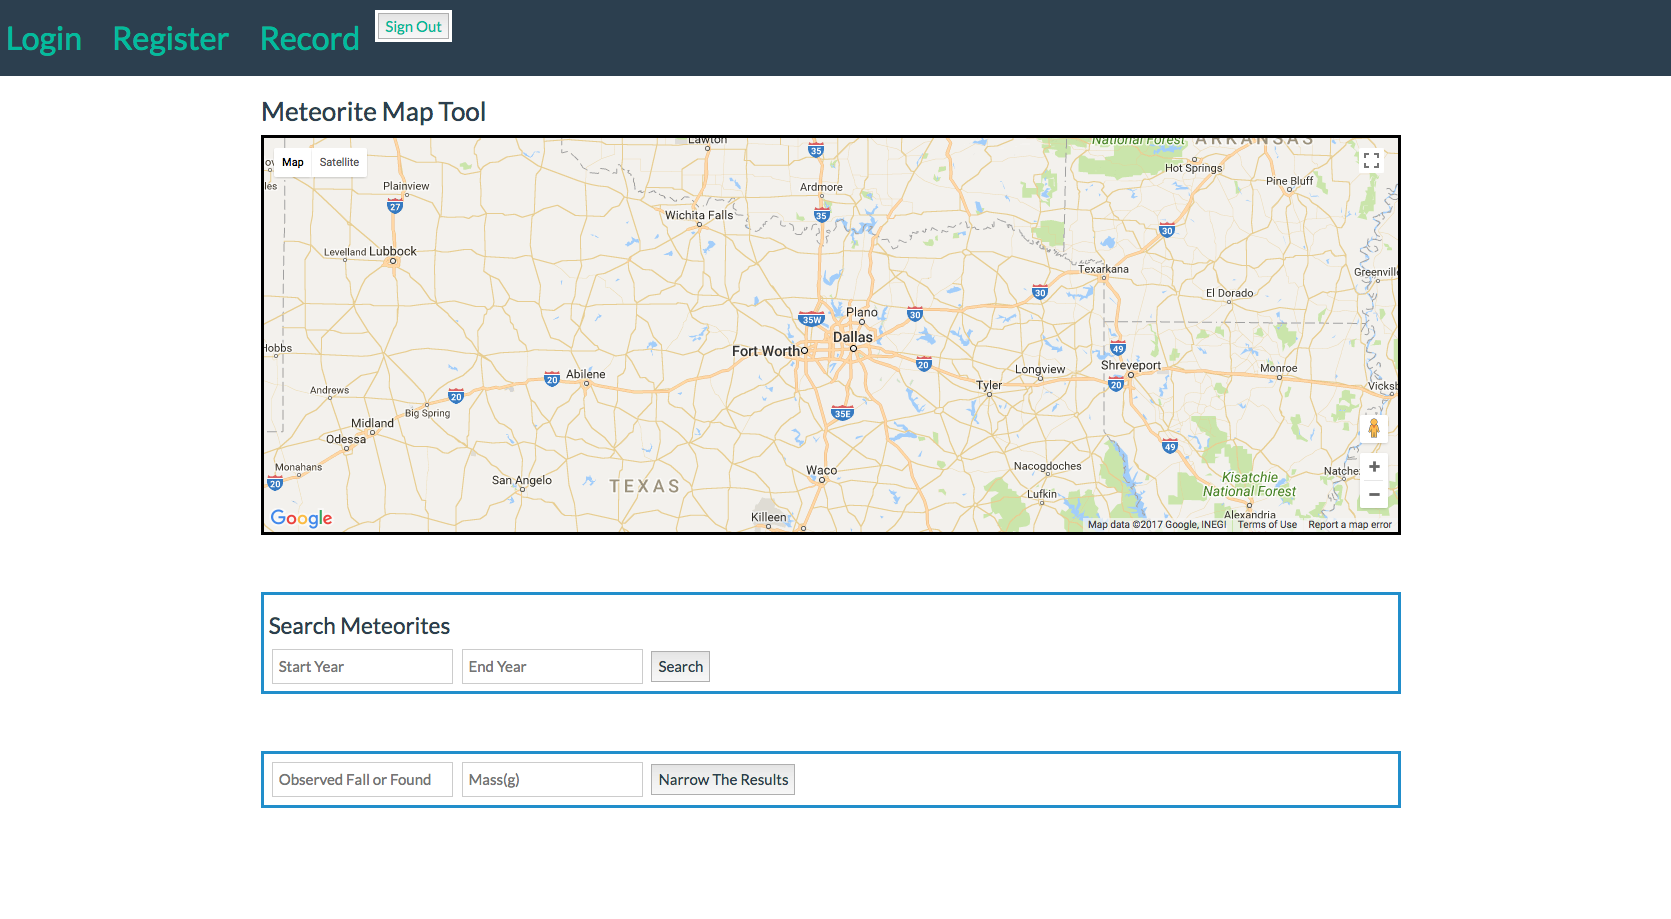 Login Register Record Sign Out
Meteorite Map Tool
Map Satellite
Lawton
35
National Forest
ARKANSAS
Hot Springs
Pine Bluff
Plainview
Ardmore
27
35
Wichita Falls
30
Levelland Lubbock
Texarkana
Greenville
30
El Dorado
35W
Plano
30
Dallas
Fort Worth
49
20
Shreveport
Longview
Monroe
20
Abilene
Tyler
20
Andrews
20
Big Spring
35E
Vicksb
Midland
Odessa
49
Monahans
Nacogdoches
Waco
Kisatchie
National Forest
Natche
20
San Angelo
TEXAS
Lufkin
Killeen
Alexandria
Google
Map data ©2017 Google, INEGI Terms of Use Report a map error
Search Meteorites
Start Year End Year Search
Observed Fall or Found Mass(g) Narrow The Results